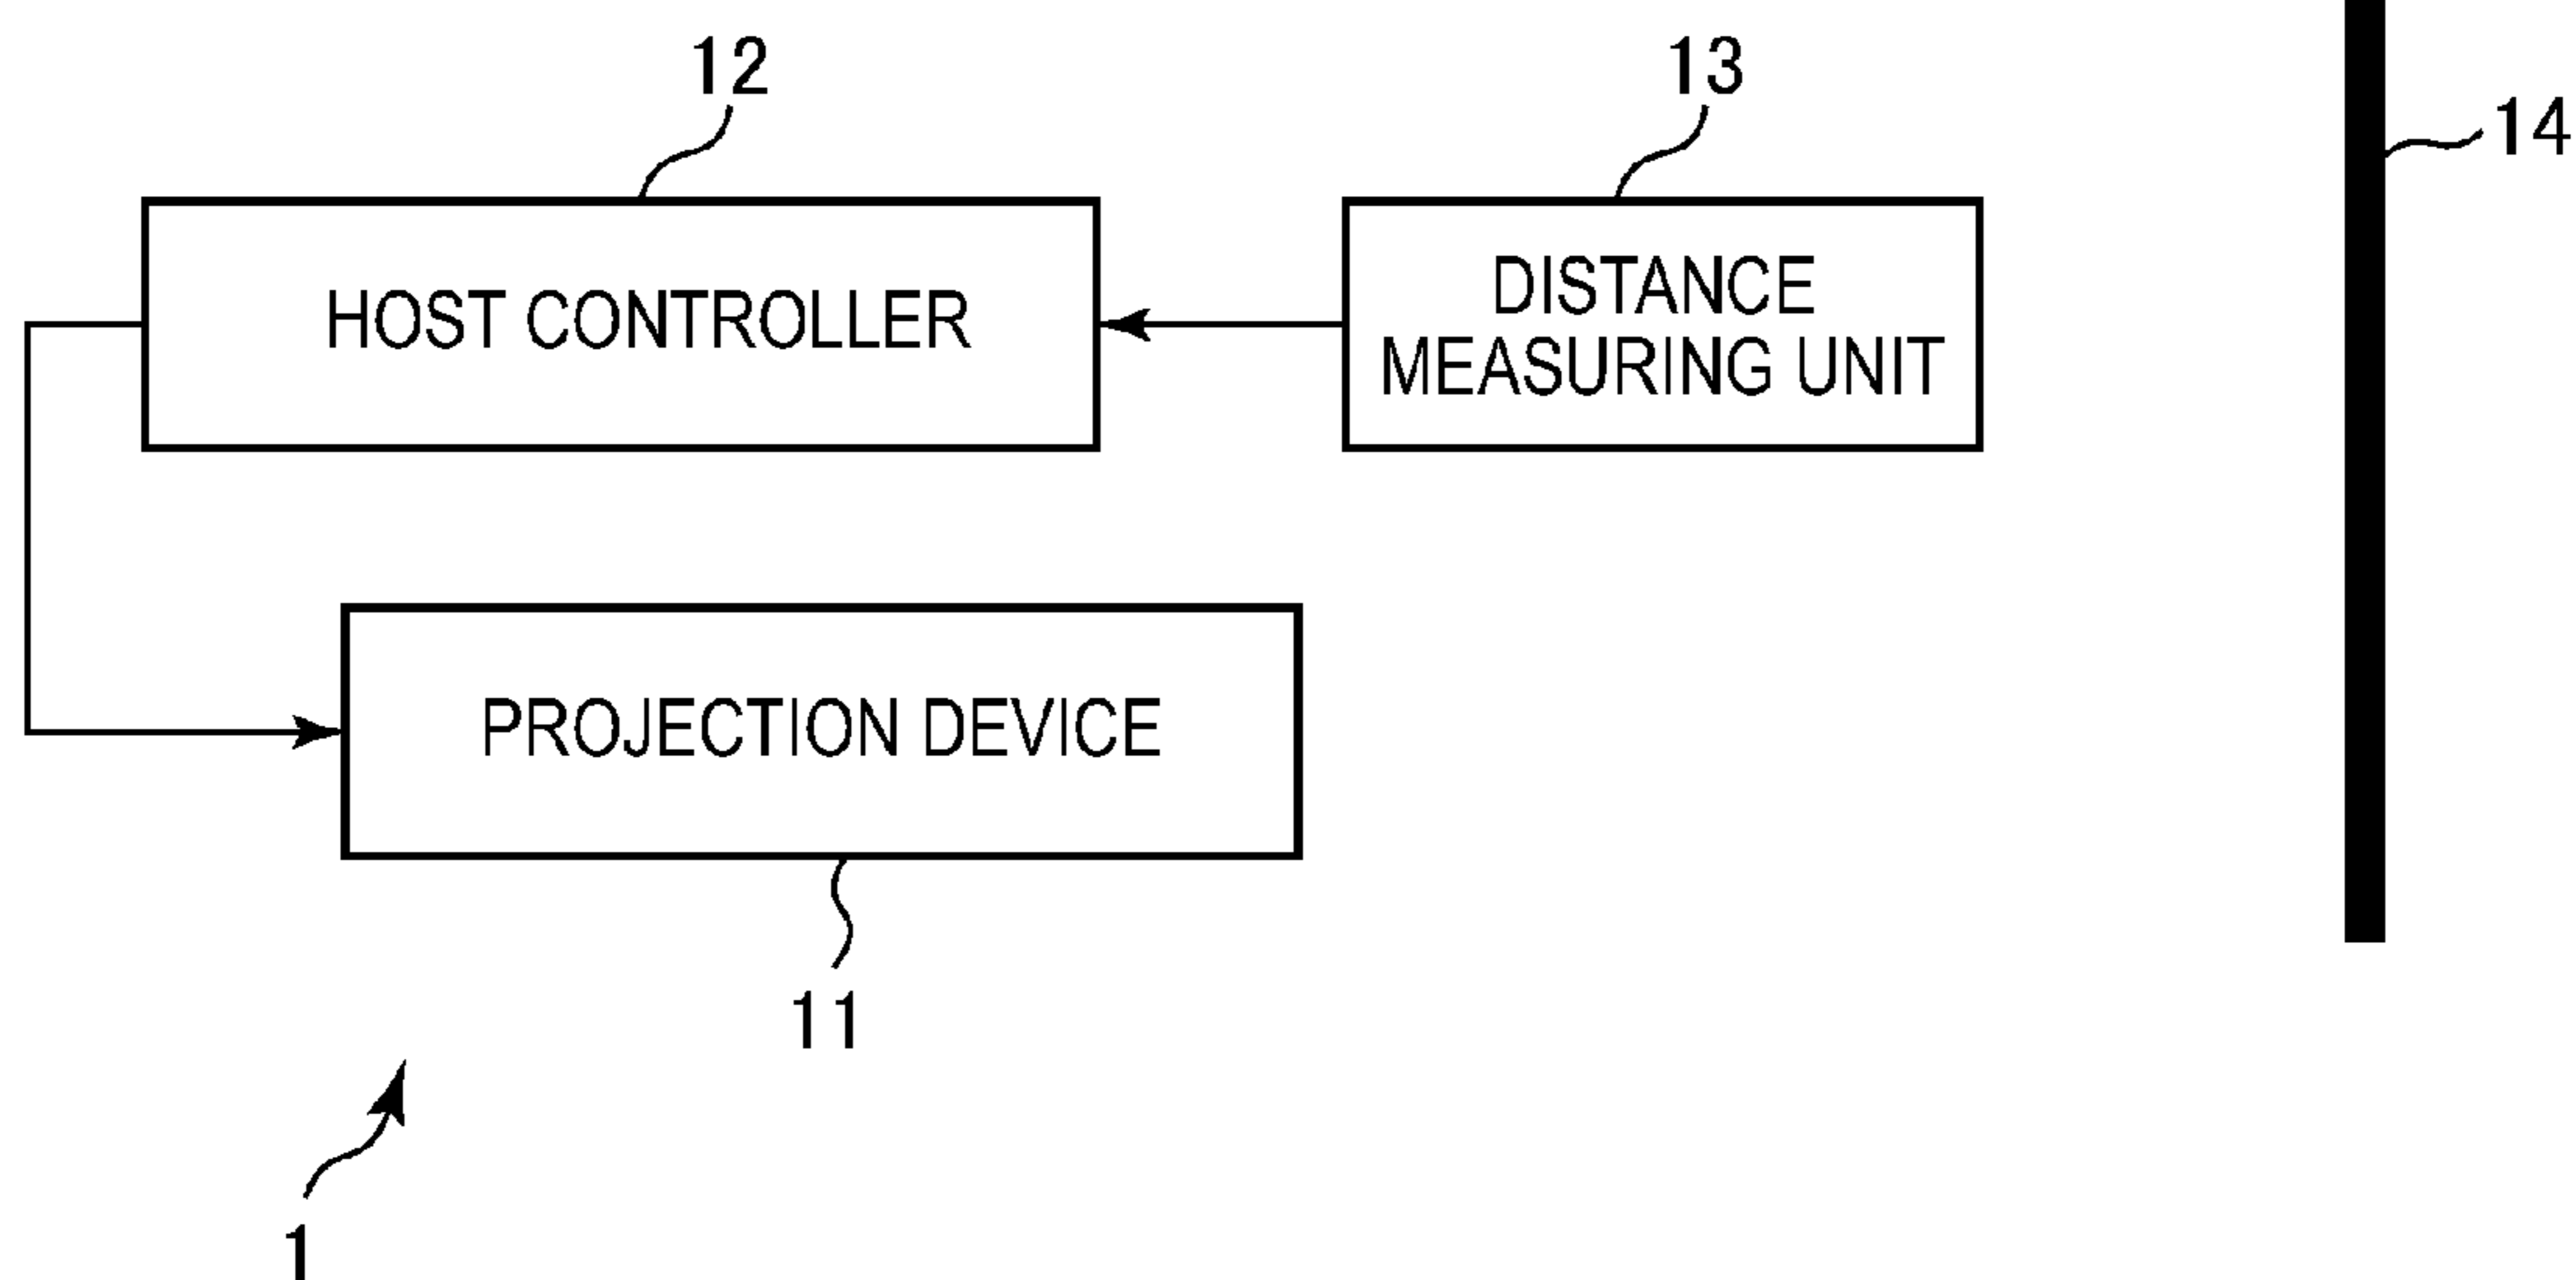 12
13
14
HOST CONTROLLER
DISTANCE
MEASURING UNIT
PROJECTION DEVICE
11
1